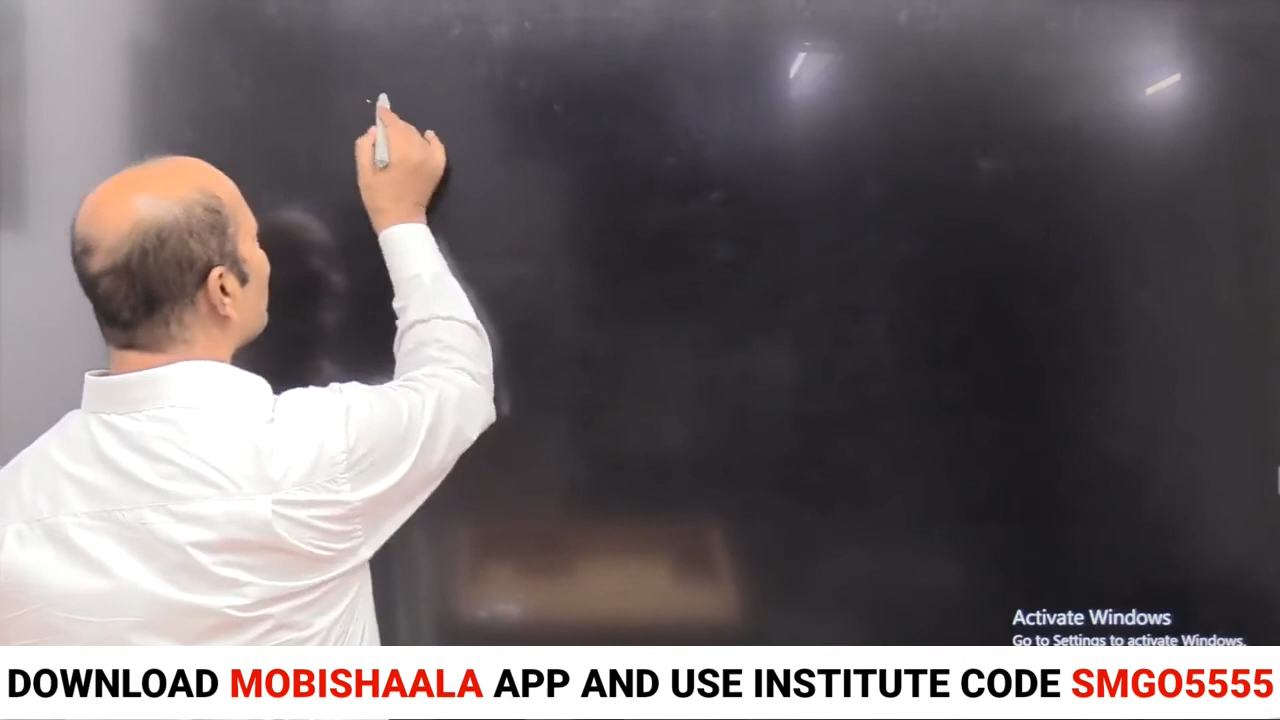 Activate Windows
Go to Settings to activate Windows.
DOWNLOAD MOBISHAALA APP AND USE INSTITUTE CODE SMGO5555